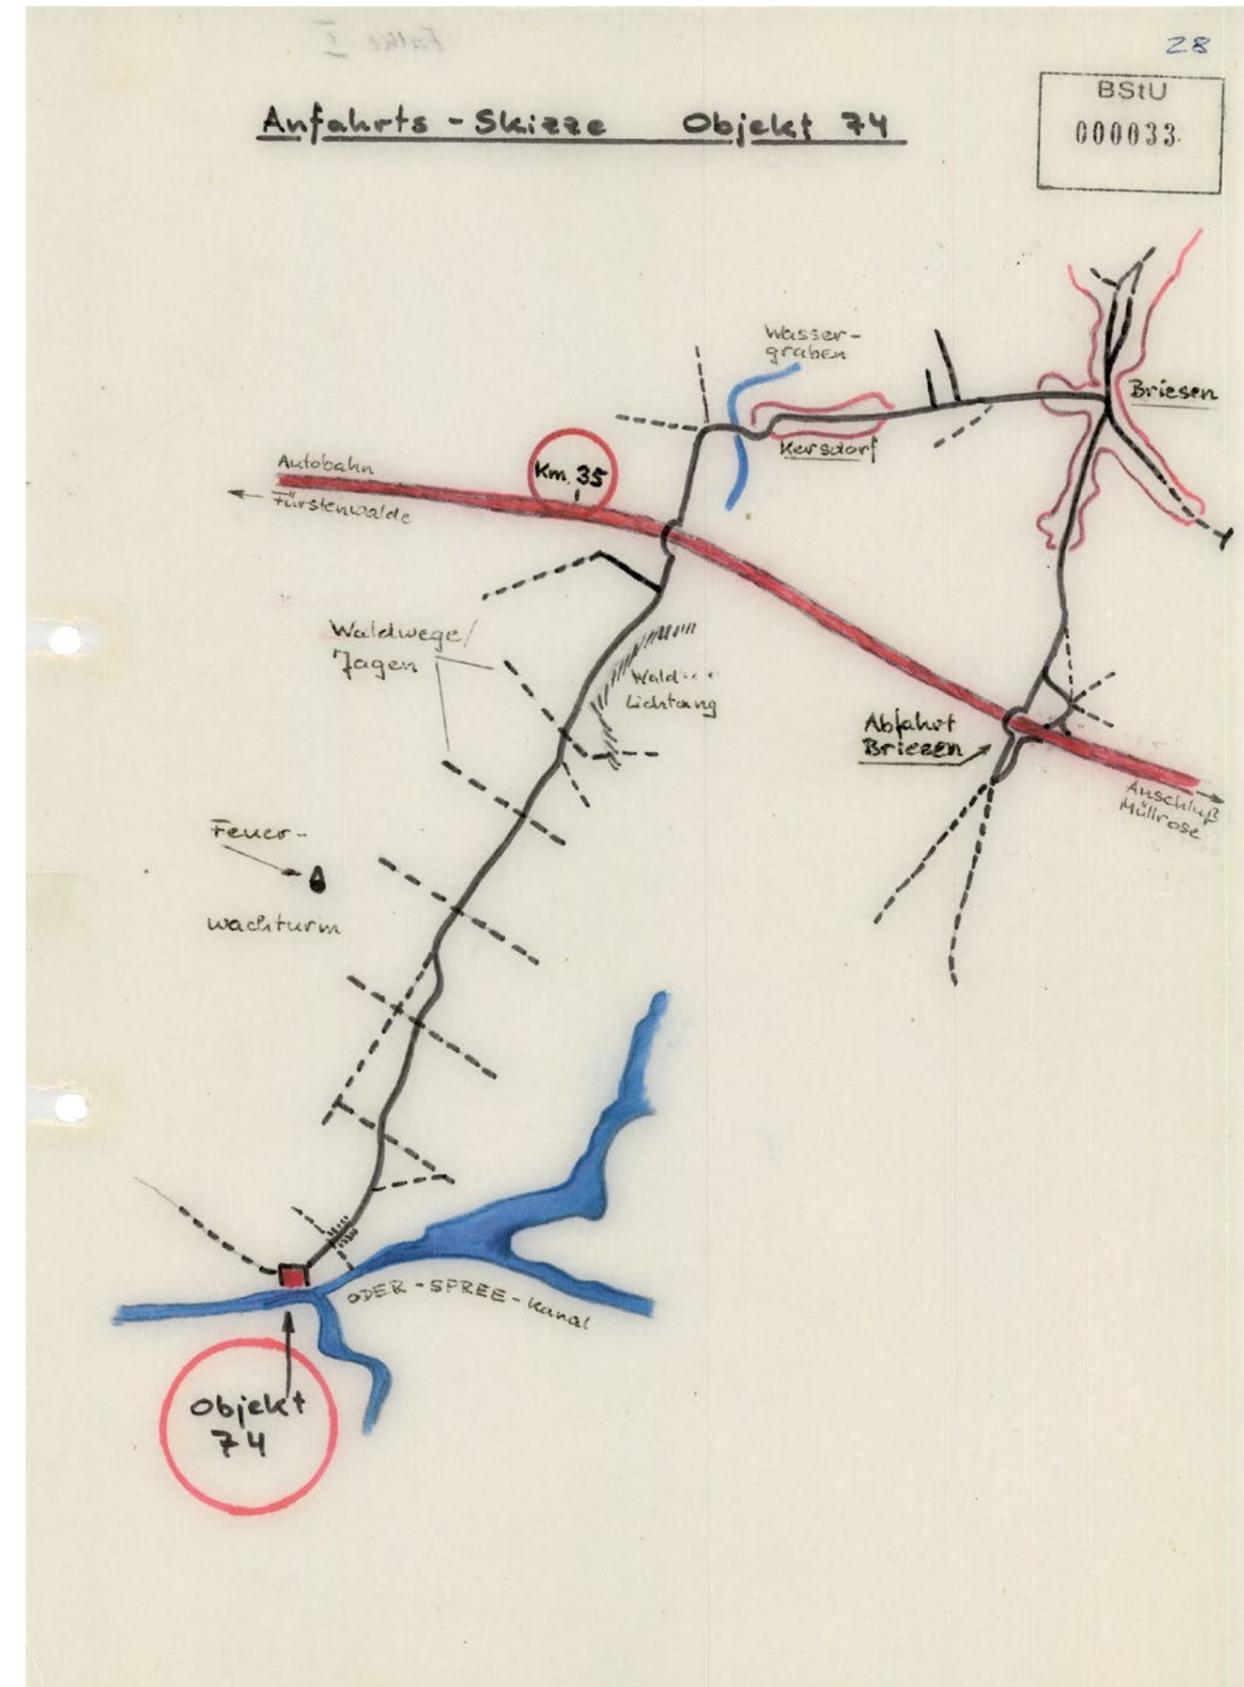 28
BStU
000033
Anfahrts-Skizze Objekt 74
Wasser-
graben
Briesen
Kersdorf
Autobahn
Fürstenwalde
Km. 35
Waldwege/
Jagen
Wald
Lichtung
Abfahrt
Briesen
Anschluß
Müllrose
Feuer-
wachturm
ODER-SPREE-Kanal
Objekt
74